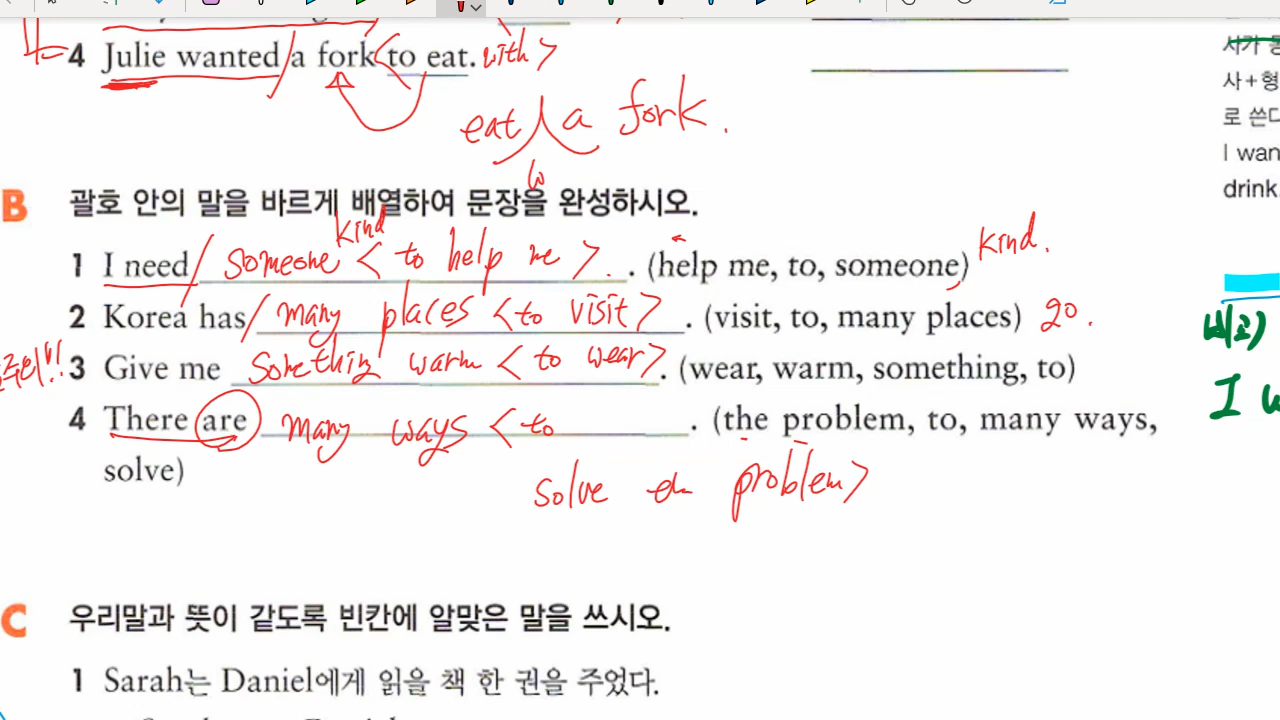 4 Julie wanted / a fork < to eat. with >
eat a fork.
B 괄호 안의 말을 바르게 배열하여 문장을 완성하시오.
kind
1 I need / someone < to help me >. . (help me, to, someone) kind.
2 Korea has / many places < to visit > . (visit, to, many places) 20.
3 Give me something warm < to wear >. (wear, warm, something, to)
4 There are many ways < to . (the problem, to, many ways,
solve)
solve problem >
C 우리말과 뜻이 같도록 빈칸에 알맞은 말을 쓰시오.
1 Sarah는 Daniel에게 읽을 책 한 권을 주었다.
사+형
로 쓴다
I wan
drink.
I